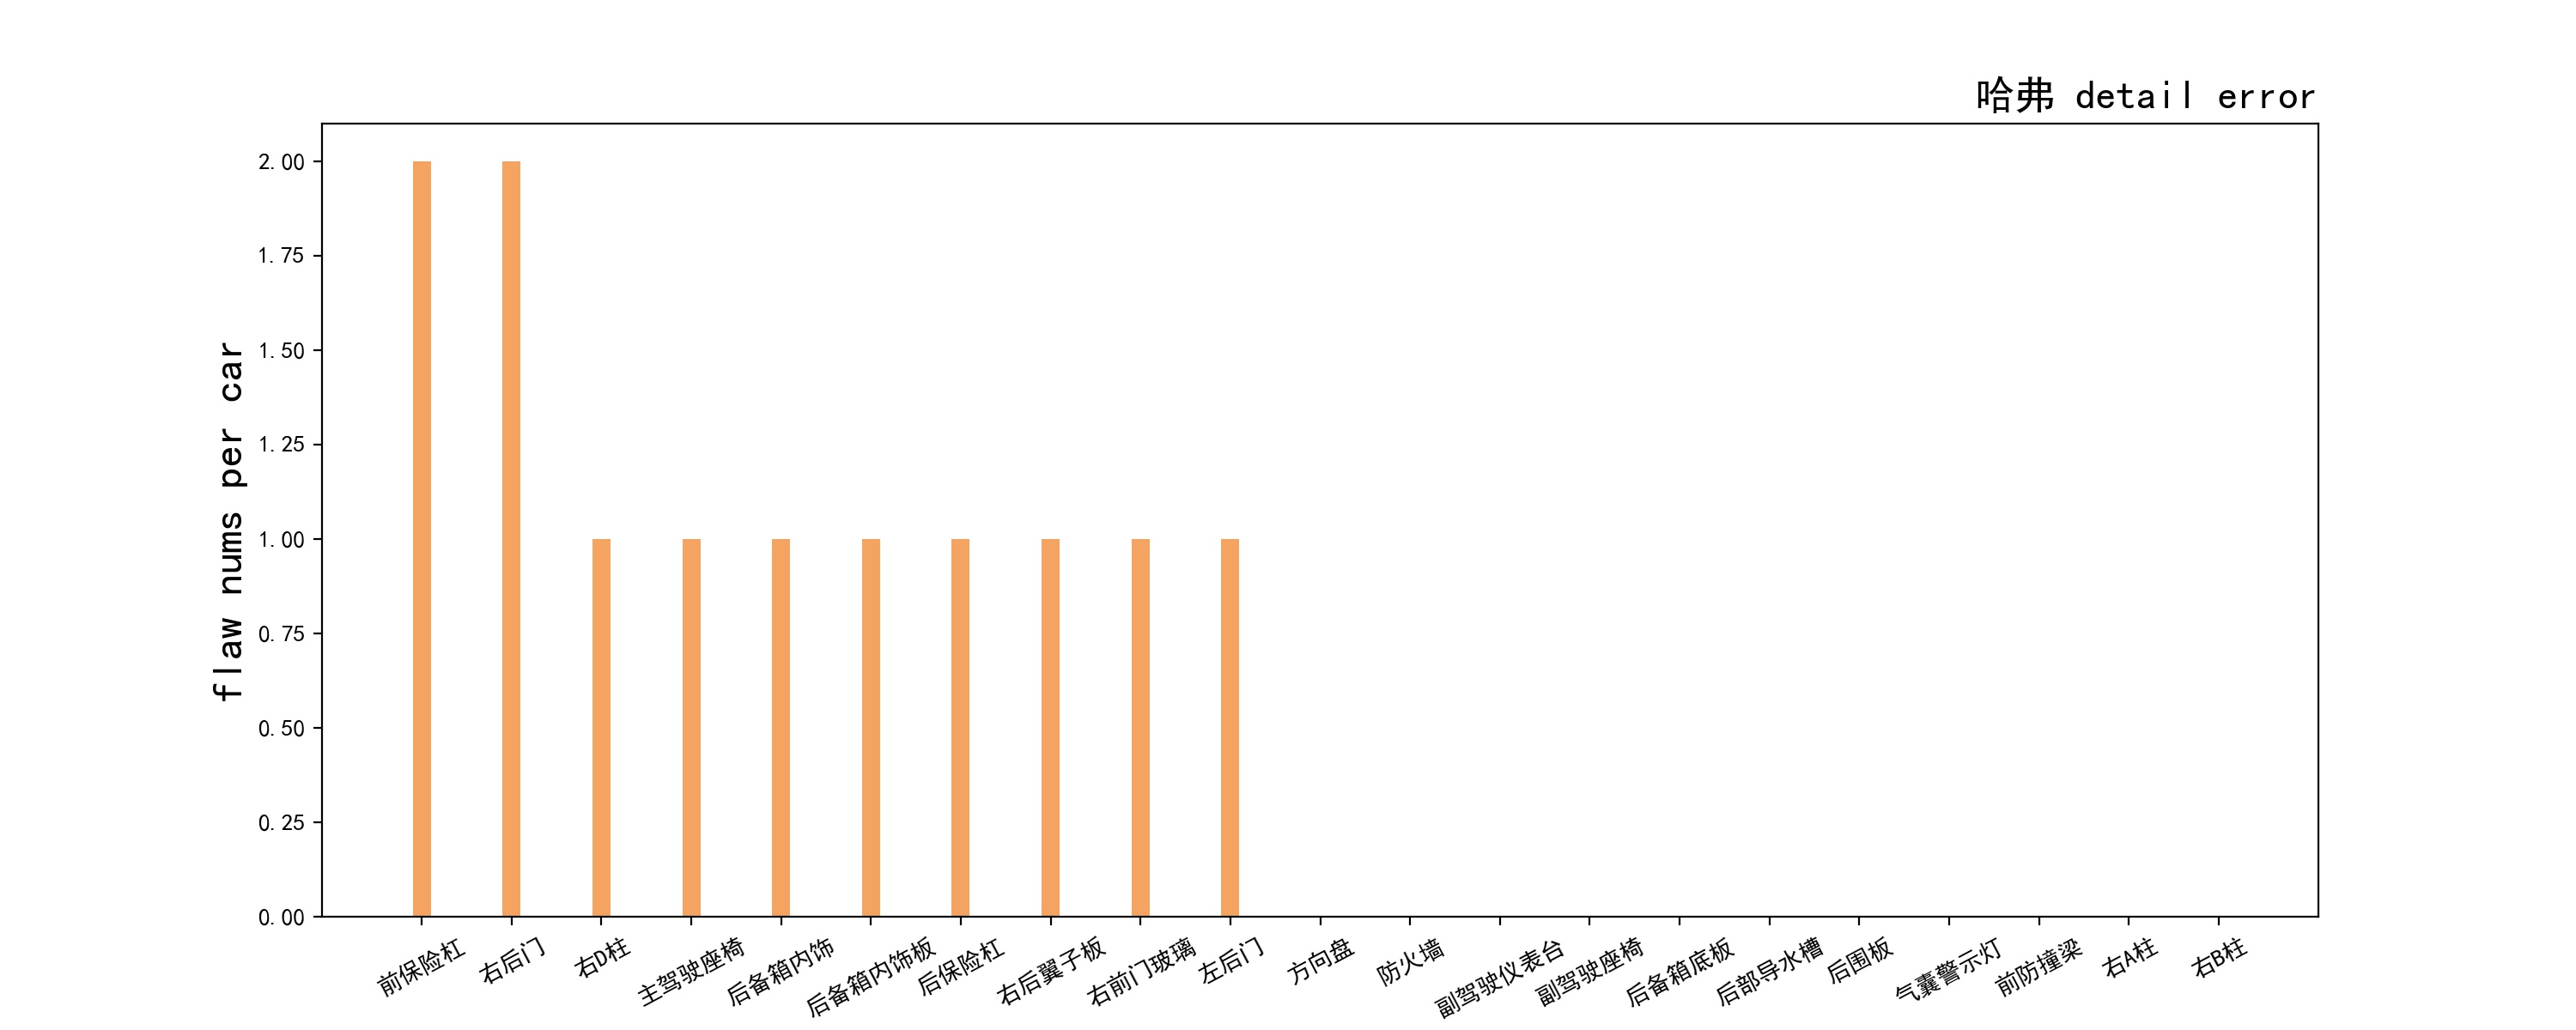 哈弗 detail error
flaw nums per car
2.00
1.75
1.50
1.25
1.00
0.75
0.50
0.25
0.00
前保险杠
右后门
右D柱
主驾驶座椅
后备箱内饰
后备箱内饰板
后保险杠
右后翼子板
右前门玻璃
左后门
方向盘
防火墙
副驾驶仪表台
副驾驶座椅
后备箱底板
后部导水槽
后围板
气囊警示灯
前防撞梁
右A柱
右B柱